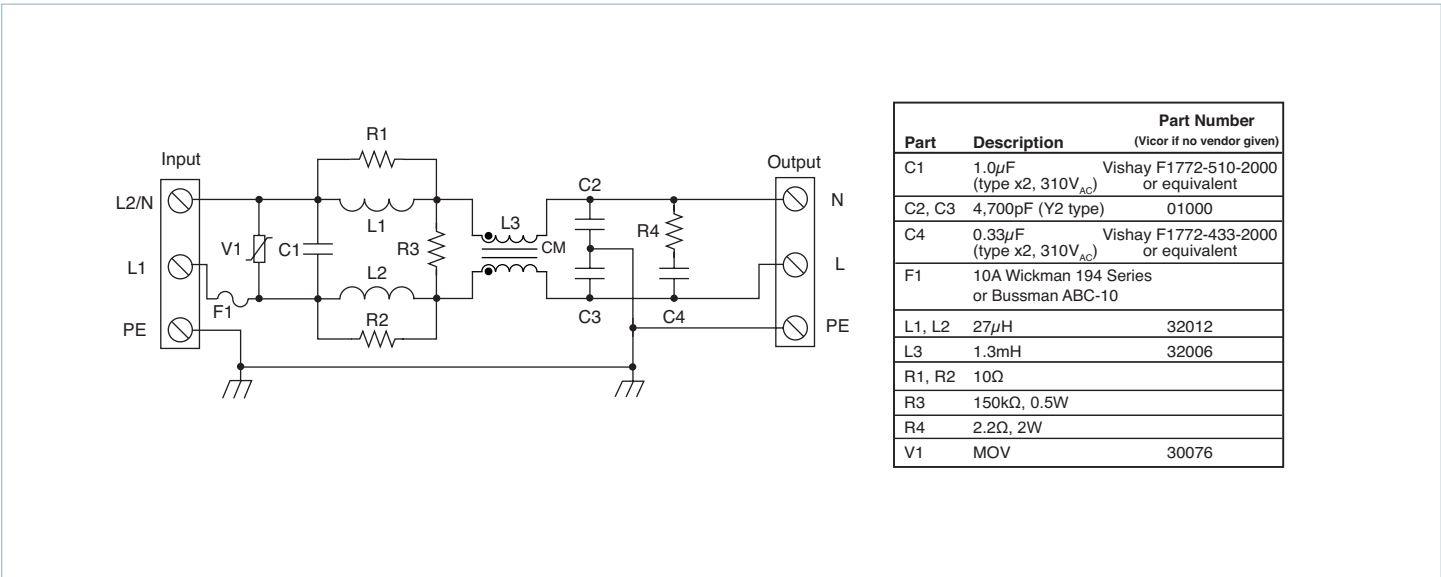 Input
L2/N
L1
PE
F1
V1
C1
R1
L1
L2
R2
R3
L3
CM
C2
C3
R4
C4
Output
N
L
PE
Part Description Part Number
(Vicor if no vendor given)
C1 1.0µF Vishay F1772-510-2000
(type x2, 310VAC) or equivalent
C2, C3 4,700pF (Y2 type) 01000
C4 0.33µF Vishay F1772-433-2000
(type x2, 310VAC) or equivalent
F1 10A Wickman 194 Series
or Bussman ABC-10
L1, L2 27µH 32012
L3 1.3mH 32006
R1, R2 10Ω
R3 150kΩ, 0.5W
R4 2.2Ω, 2W
V1 MOV 30076